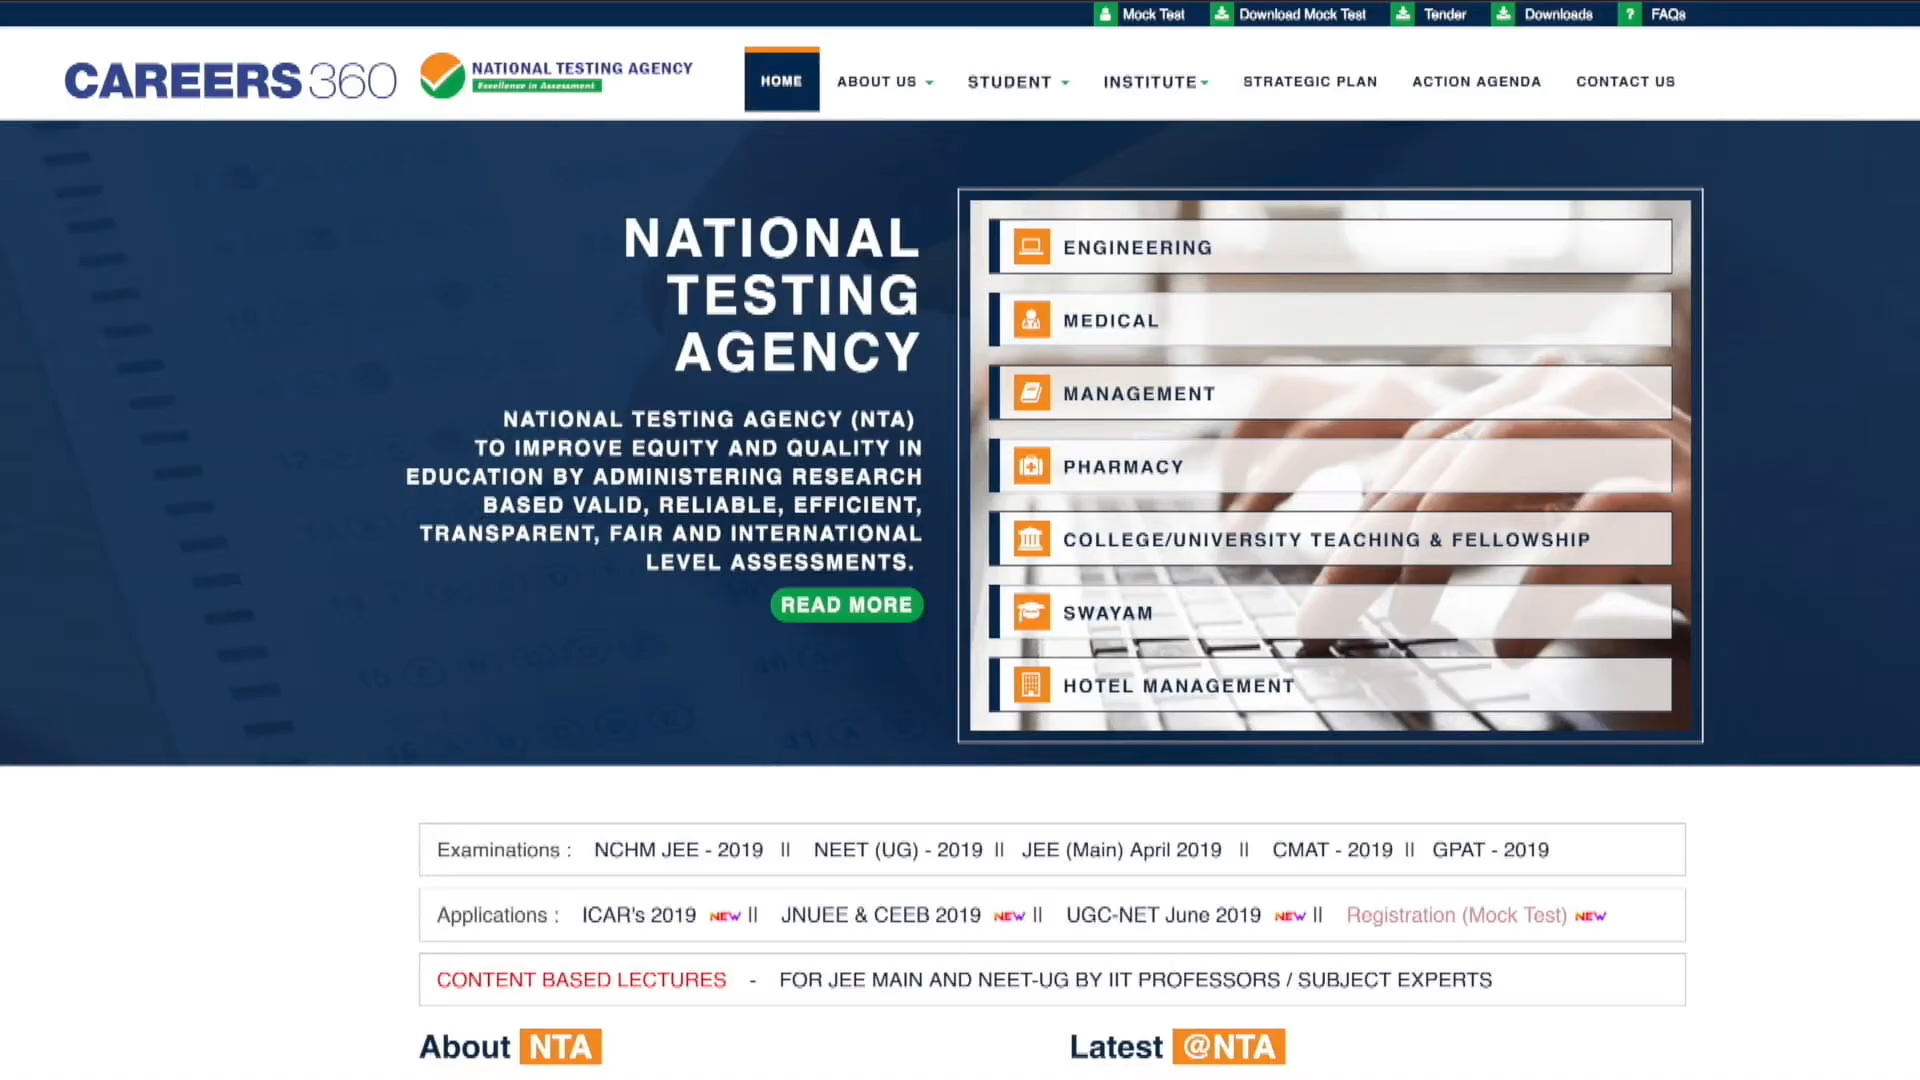 Mock Test Download Mock Test Tender Downloads ? FAQs
CAREERS360
NATIONAL TESTING AGENCY
Excellence in Assessment
HOME ABOUT US STUDENT INSTITUTE STRATEGIC PLAN ACTION AGENDA CONTACT US
NATIONAL
TESTING
AGENCY
NATIONAL TESTING AGENCY (NTA)
TO IMPROVE EQUITY AND QUALITY IN
EDUCATION BY ADMINISTERING RESEARCH
BASED VALID, RELIABLE, EFFICIENT,
TRANSPARENT, FAIR AND INTERNATIONAL
LEVEL ASSESSMENTS.
READ MORE
ENGINEERING
MEDICAL
MANAGEMENT
PHARMACY
COLLEGE/UNIVERSITY TEACHING & FELLOWSHIP
SWAYAM
HOTEL MANAGEMENT
Examinations : NCHM JEE - 2019 || NEET (UG) - 2019 || JEE (Main) April 2019 || CMAT - 2019 || GPAT - 2019
Applications : ICAR's 2019 NEW || JNUEE & CEEB 2019 NEW || UGC-NET June 2019 NEW || Registration (Mock Test) NEW
CONTENT BASED LECTURES - FOR JEE MAIN AND NEET-UG BY IIT PROFESSORS / SUBJECT EXPERTS
About NTA
Latest @NTA